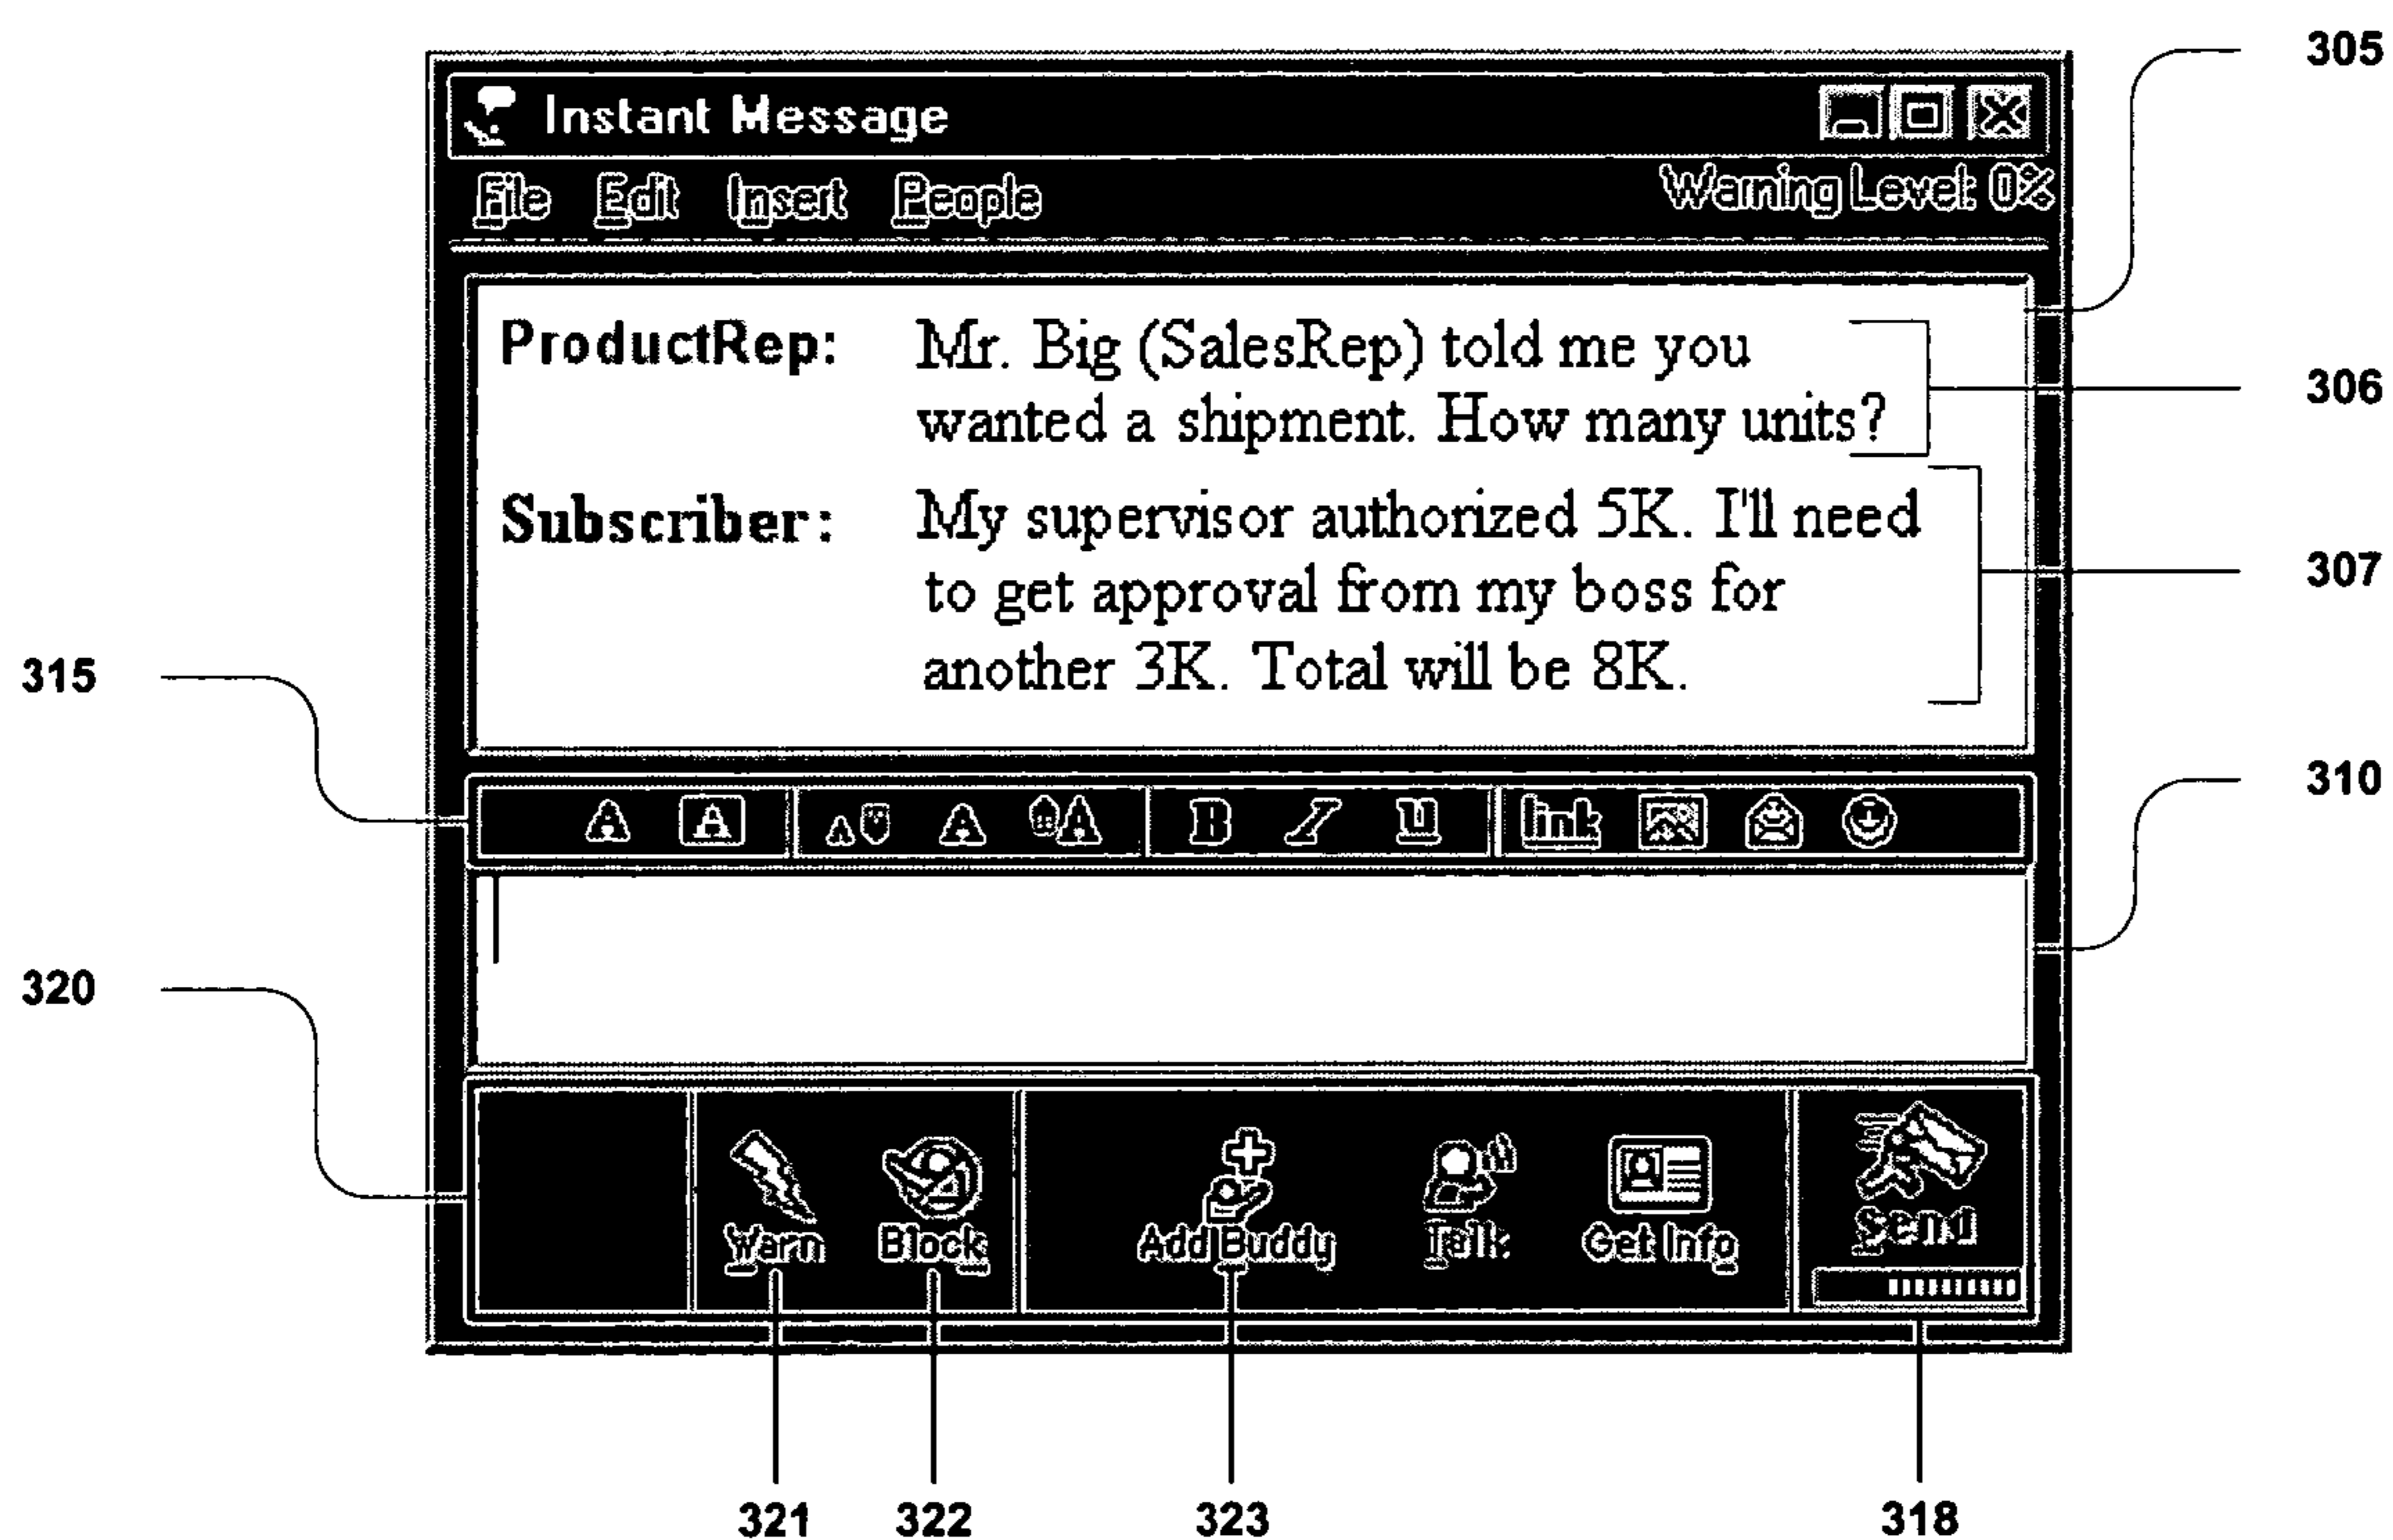 305
Instant Message
File Edit Insert People Warning Level: 0%
ProductRep: Mr. Big (SalesRep) told me you
wanted a shipment. How many units?
306
Subscriber: My supervisor authorized 5K. I'll need
to get approval from my boss for
another 3K. Total will be 8K.
307
315
310
A A A A A B I U link
320
Warn Block Add Buddy Talk Get Info Send
321 322 323 318